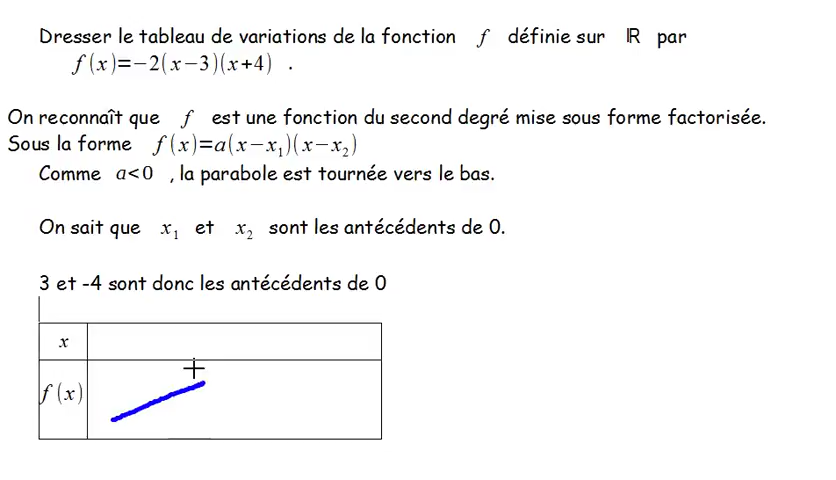 Dresser le tableau de variations de la fonction f définie sur ℝ par
f(x)=−2(x−3)(x+4) .
On reconnaît que f est une fonction du second degré mise sous forme factorisée.
Sous la forme f(x)=a(x−x₁)(x−x₂)
Comme a<0 , la parabole est tournée vers le bas.
On sait que x₁ et x₂ sont les antécédents de 0.
3 et -4 sont donc les antécédents de 0
x
f(x)